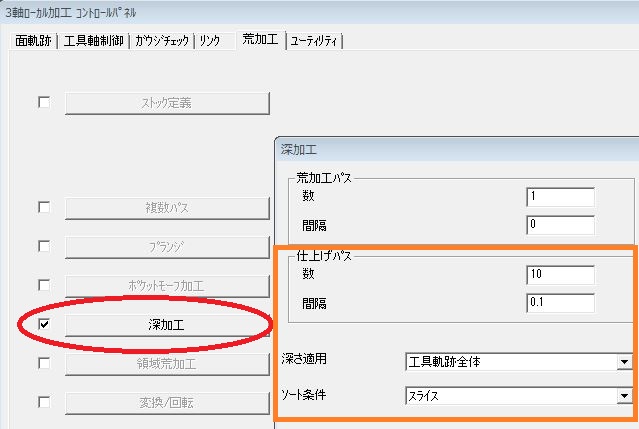 3軸ﾛｰｶﾙ加工 ｺﾝﾄﾛｰﾙﾊﾟﾈﾙ
面軌跡 工具軸制御 ｶﾞｳｼﾞﾁｪｯｸ ﾘﾝｸ 荒加工 ﾕｰﾃｨﾘﾃｨ
ｽﾄｯｸ定義
深加工
荒加工ﾊﾟｽ
数 1
間隔 0
複数ﾊﾟｽ
ﾌﾟﾗﾝｼﾞ
ﾎﾟｹｯﾄﾓｰﾌ加工
深加工
領域荒加工
変換/回転
仕上げﾊﾟｽ
数 10
間隔 0.1
深さ適用 工具軌跡全体
ｿｰﾄ条件 ｽﾗｲｽ